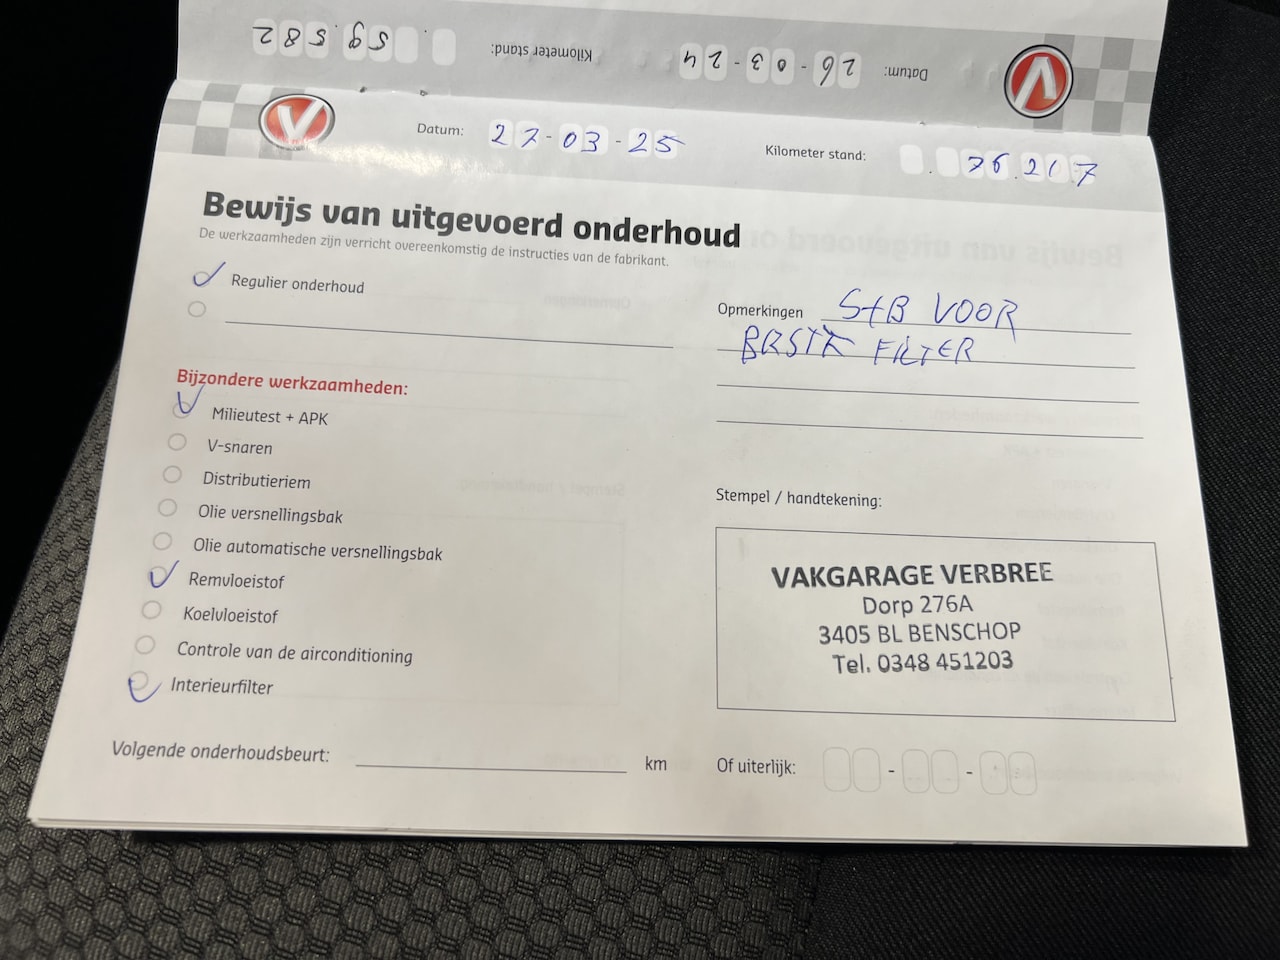 Kilometer stand: 59.582
Datum: 26-03-24
Datum: 27-03-25
Kilometer stand: 76.217
Bewijs van uitgevoerd onderhoud
De werkzaamheden zijn verricht overeenkomstig de instructies van de fabrikant.
Regulier onderhoud
Bijzondere werkzaamheden:
Milieutest + APK
V-snaren
Distributieriem
Olie versnellingsbak
Olie automatische versnellingsbak
Remvloeistof
Koelvloeistof
Controle van de airconditioning
Interieurfilter
Volgende onderhoudsbeurt: km
Opmerkingen VOOR
FILTER
Stempel / handtekening:
VAKGARAGE VERBREE
Dorp 276A
3405 BL BENSCHOP
Tel. 0348 451203
Of uiterlijk: - -